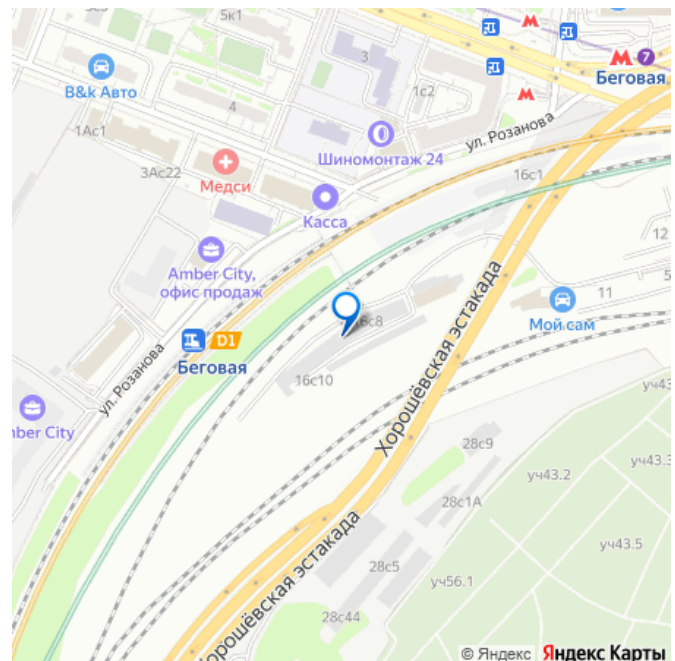 5к1
B&k Авто
3
4
1с2
7
Беговая
ул. Розанова
1Ас1
Шиномонтаж 24
3Ас22
Медси
16с1
Касса
12
Amber City,
офис продаж
5
11
Мой сам
16с8
D1
Беговая
Хорошёвская эстакада
ул. Розанова
16с10
уч43
mber City
28с9
уч43.2
уч43.3
28с1А
уч43.5
28с5
уч56.1
Хорошёвская эстакада
28с44
© Яндекс Яндекс Карты